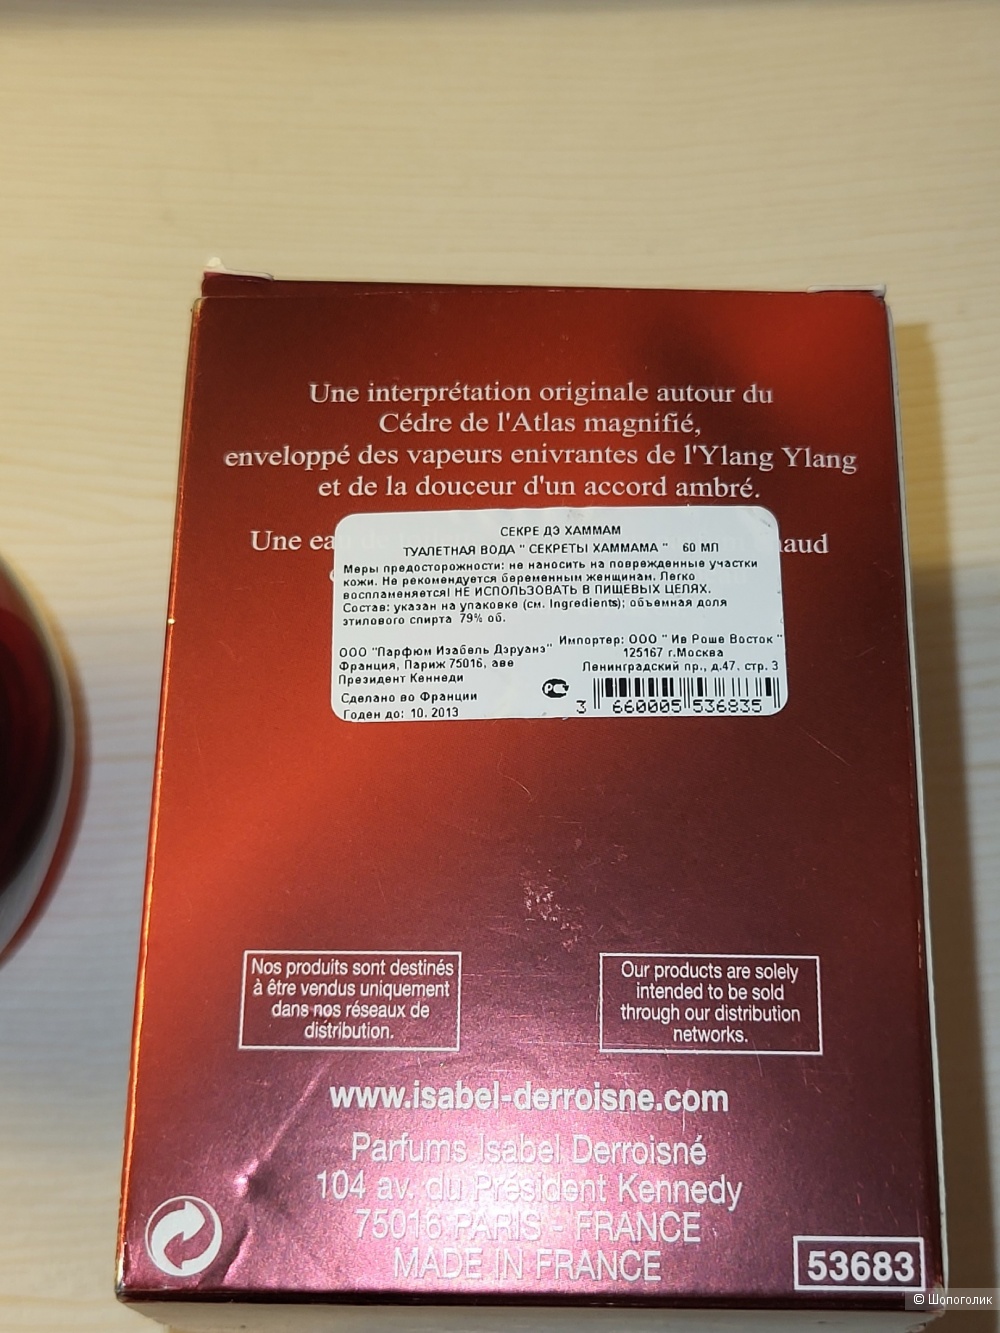 Une interprétation originale autour du
Cédre de l'Atlas magnifié,
enveloppé des vapeurs enivrantes de l'Ylang Ylang
et de la douceur d'un accord ambré.
Une eau de
СЕКРЕ ДЭ ХАММАМ
ТУАЛЕТНАЯ ВОДА " СЕКРЕТЫ ХАММАМА " 60 МЛ
Меры предосторожности: не наносить на поврежденные участки
кожи. Не рекомендуется беременным женщинам. Легко
воспламеняется! НЕ ИСПОЛЬЗОВАТЬ В ПИЩЕВЫХ ЦЕЛЯХ.
Состав: указан на упаковке (см. Ingredients); объемная доля
этилового спирта 79% об.
ООО "Парфюм Изабель Дэруанэ"
Франция, Париж 75016, аве
Президент Кеннеди
Сделано во Франции
Годен до: 10. 2013
Импортер: ООО " Ив Роше Восток "
125167 г.Москва
Ленинградский пр., д.47, стр. 3
РС
3 660005 536835
Nos produits sont destinés
à être vendus uniquement
dans nos réseaux de
distribution.
Our products are solely
intended to be sold
through our distribution
networks.
www.isabel-derroisne.com
Parfums Isabel Derroisné
104 av. du Président Kennedy
75016 PARIS - FRANCE
MADE IN FRANCE
53683
© Шопоголик